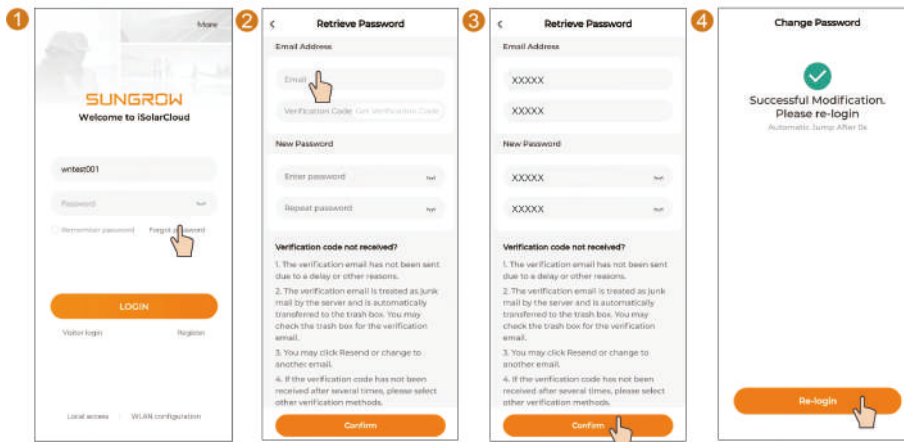 1
More
SUNGROW
Welcome to iSolarCloud
wntest001
Password
Remember password Forgot password
LOGIN
Visitor login Register
Local access WLAN configuration
2
Retrieve Password
Email Address
Email
Verification Code Get Verification Code
New Password
Enter password
Repeat password
Verification code not received?
1. The verification email has not been sent
due to a delay or other reasons.
2. The verification email is treated as junk
mail by the server and is automatically
transferred to the trash box. You may
check the trash box for the verification
email.
3. You may click Resend or change to
another email.
4. If the verification code has not been
received after several times, please select
other verification methods.
Confirm
3
Retrieve Password
Email Address
XXXXX
XXXXX
New Password
XXXXX
XXXXX
Verification code not received?
1. The verification email has not been sent
due to a delay or other reasons.
2. The verification email is treated as junk
mail by the server and is automatically
transferred to the trash box. You may
check the trash box for the verification
email.
3. You may click Resend or change to
another email.
4. If the verification code has not been
received after several times, please select
other verification methods.
Confirm
4
Change Password
Successful Modification.
Please re-login
Automatic Jump After 0s
Re-login